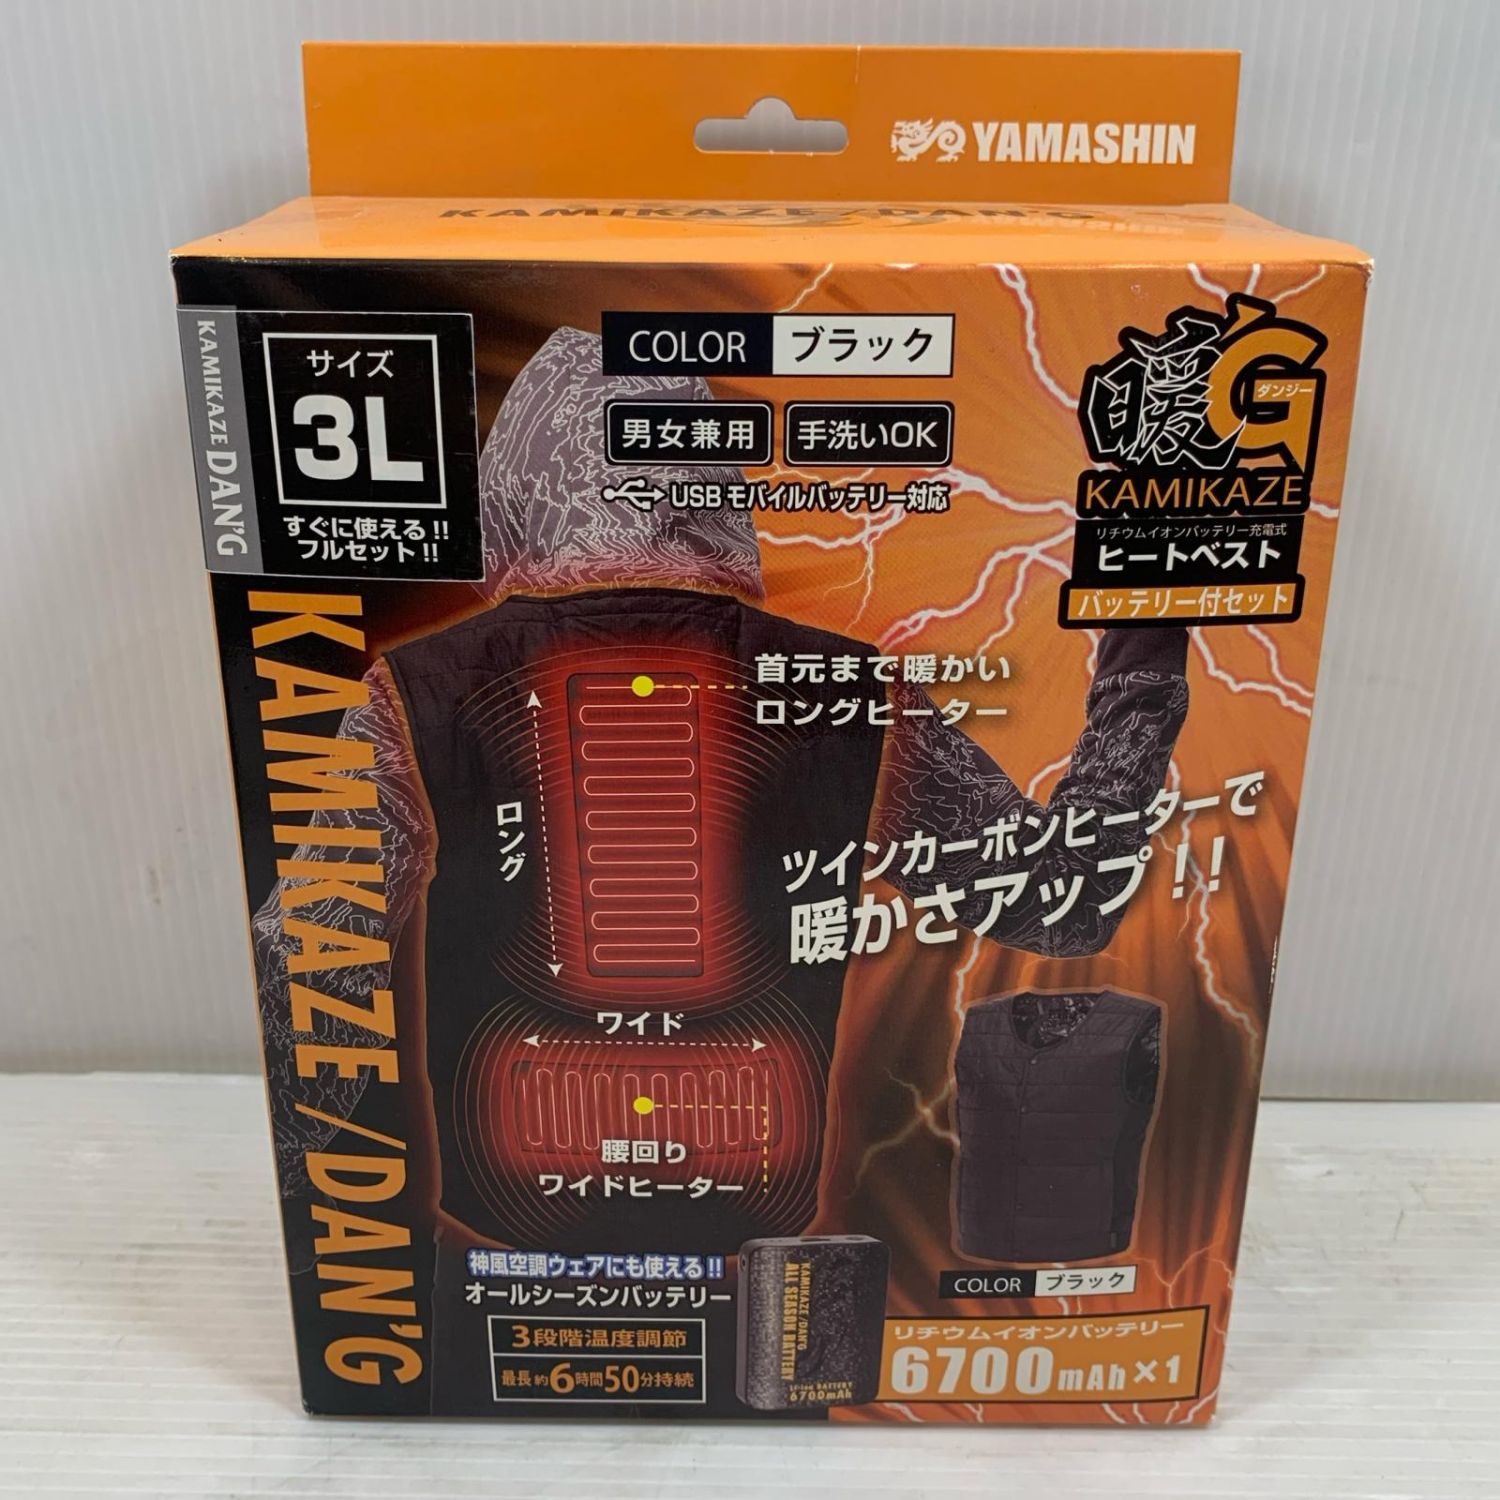 YAMASHIN
KAMIKAZE/DAN'G
KAMIKAZE DAN'G
サイズ
3L
すぐに使える!!
フルセット!!
COLOR ブラック
男女兼用 手洗いOK
USB モバイルバッテリー対応
暖G
ダンジー
KAMIKAZE
リチウムイオンバッテリー充電式
ヒートベスト
バッテリー付セット
KAMIKAZE/DAN'G
首元まで暖かい
ロングヒーター
ロング
ツインカーボンヒーターで
暖かさアップ!!
ワイド
腰回り
ワイドヒーター
COLOR ブラック
神風空調ウェアにも使える!!
オールシーズンバッテリー
3段階温度調節
最長約6時間50分持続
KAMIKAZE/DAN'G
ALL SEASON BATTERY
Li-ion BATTERY
6700mAh
リチウムイオンバッテリー
6700mAh×1